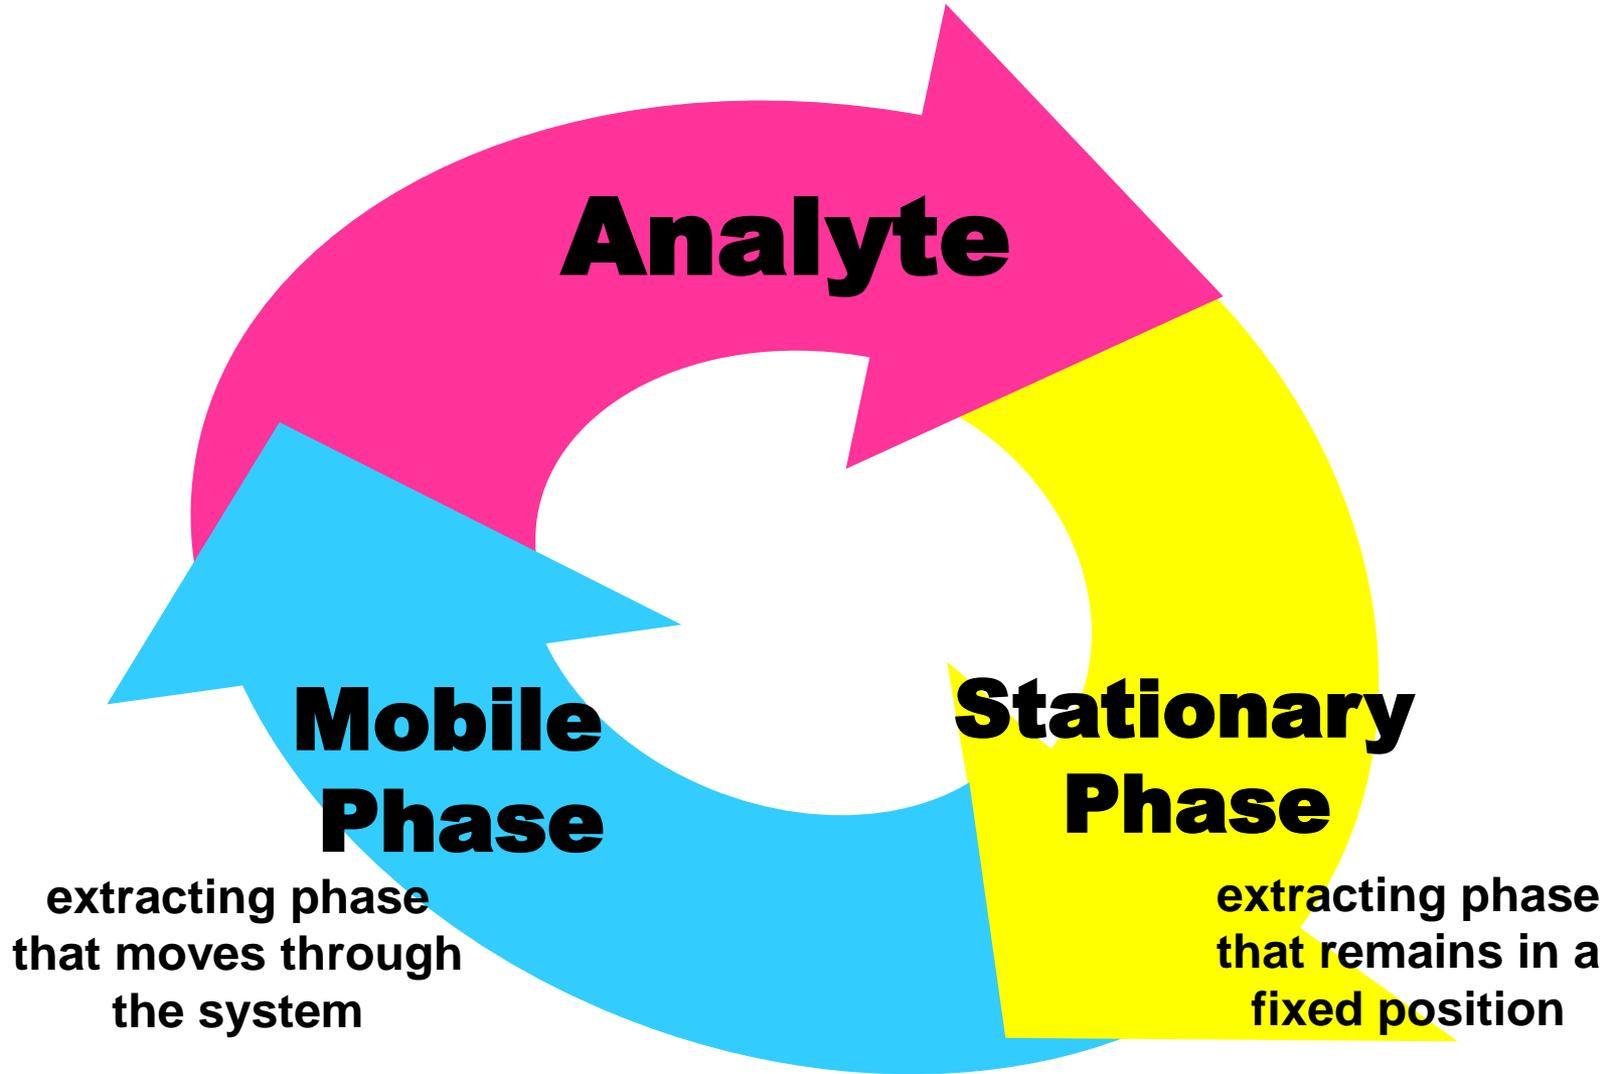 Analyte
Mobile
Phase
extracting phase
that moves through
the system
Stationary
Phase
extracting phase
that remains in a
fixed position